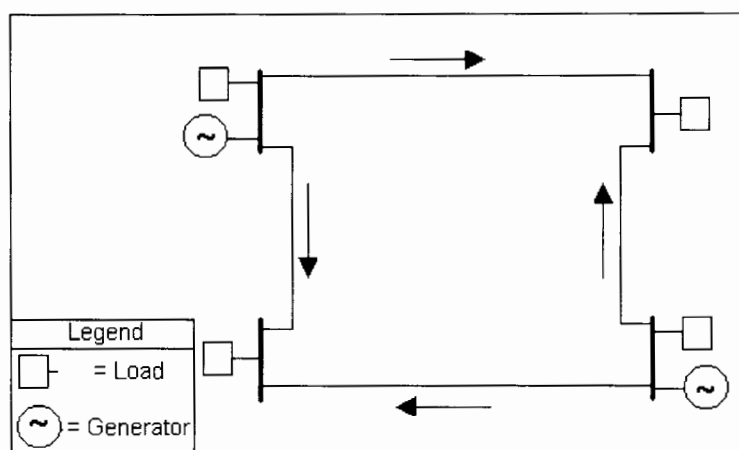 Legend
= Load
~ = Generator